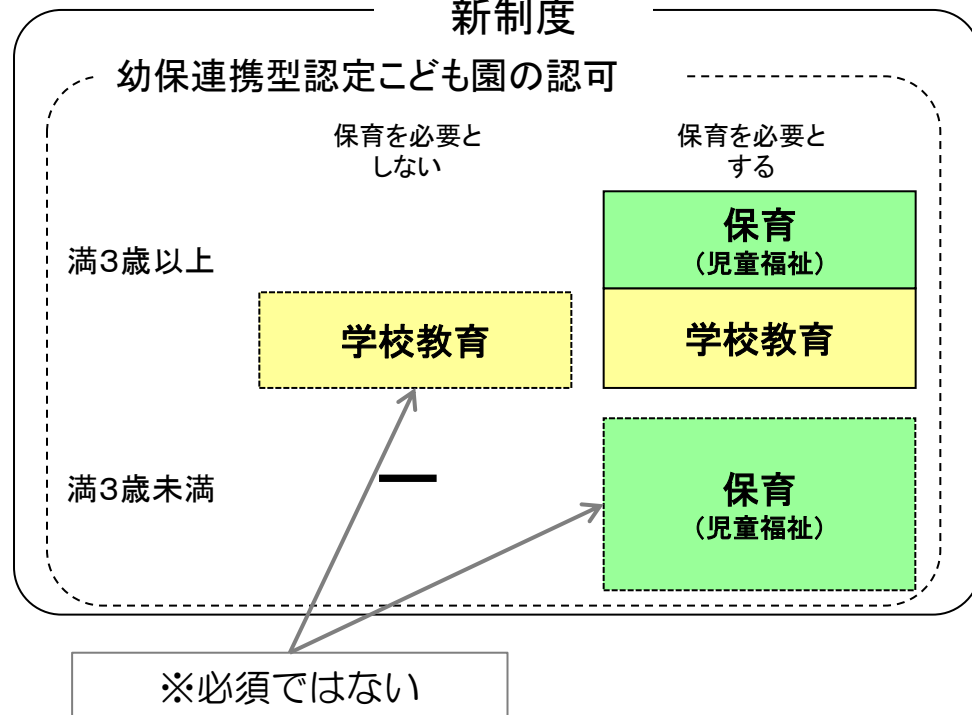 新制度
幼保連携型認定こども園の認可
保育を必要と
しない
保育を必要と
する
満3歳以上
保育
（児童福祉）
学校教育
学校教育
満3歳未満
―
保育
（児童福祉）
※必須ではない